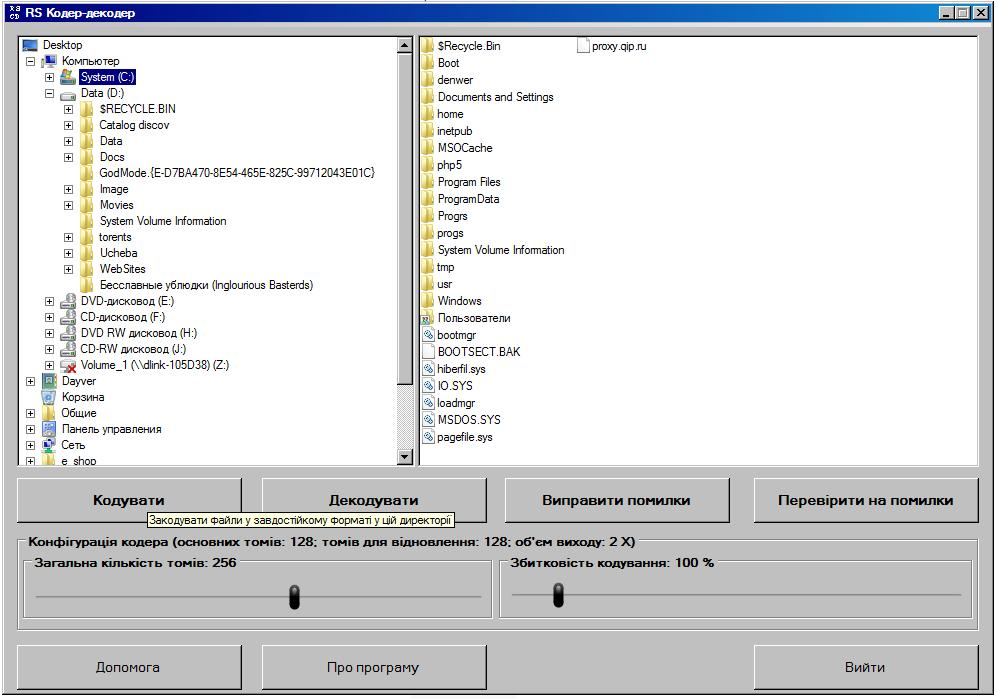 RS Кодер-декодер
Desktop
Компьютер
System (C:)
Data (D:)
$RECYCLE.BIN
Catalog discov
Data
Docs
GodMode.{E-D7BA470-8E54-465E-825C-99712043E01C}
Image
Movies
System Volume Information
torents
Ucheba
WebSites
Бесславные ублюдки (Inglourious Basterds)
DVD-дисковод (E:)
CD-дисковод (F:)
DVD RW дисковод (H:)
CD-RW дисковод (J:)
Volume_1 (\\dlink-105D38) (Z:)
Dayver
Корзина
Общие
Панель управления
Сеть
e_shop
$Recycle.Bin
Boot
denwer
Documents and Settings
home
inetpub
MSOCache
php5
Program Files
ProgramData
Progrs
progs
System Volume Information
tmp
usr
Windows
Пользователи
bootmgr
BOOTSECT.BAK
hiberfil.sys
IO.SYS
loadmgr
MSDOS.SYS
pagefile.sys
proxy.qip.ru
Кодувати
Декодувати
Виправити помилки
Перевірити на помилки
Закодувати файли у завдостійкому форматі у цій директорії
Конфігурація кодера (основних томів: 128; томів для відновлення: 128; об'єм виходу: 2 X)
Загальна кількість томів: 256
Збитковість кодування: 100 %
Допомога
Про програму
Вийти